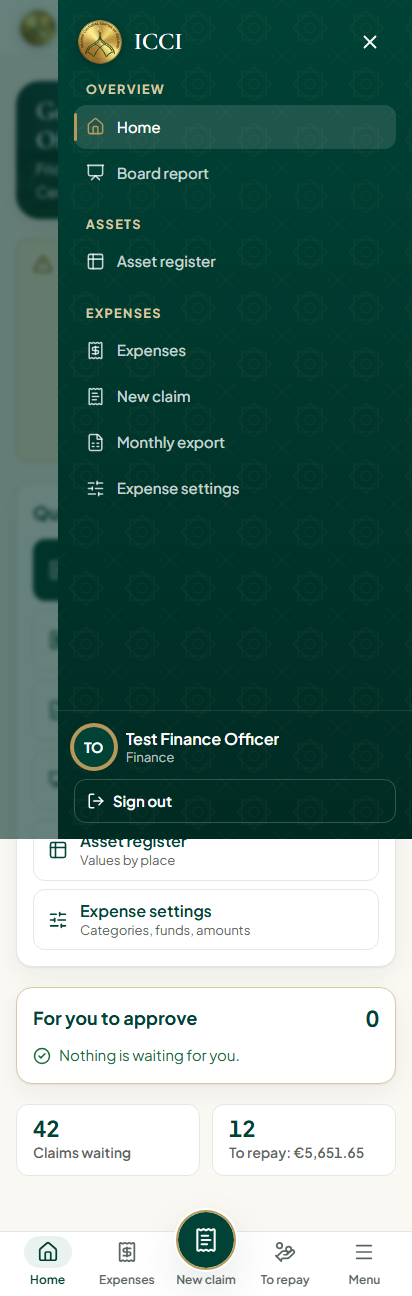 ICCI
OVERVIEW
Home
Board report
ASSETS
Asset register
EXPENSES
Expenses
New claim
Monthly export
Expense settings
TO
Test Finance Officer
Finance
Sign out
Asset register
Values by place
Expense settings
Categories, funds, amounts
For you to approve
0
Nothing is waiting for you.
42
Claims waiting
12
To repay: €5,651.65
Home
Expenses
New claim
To repay
Menu